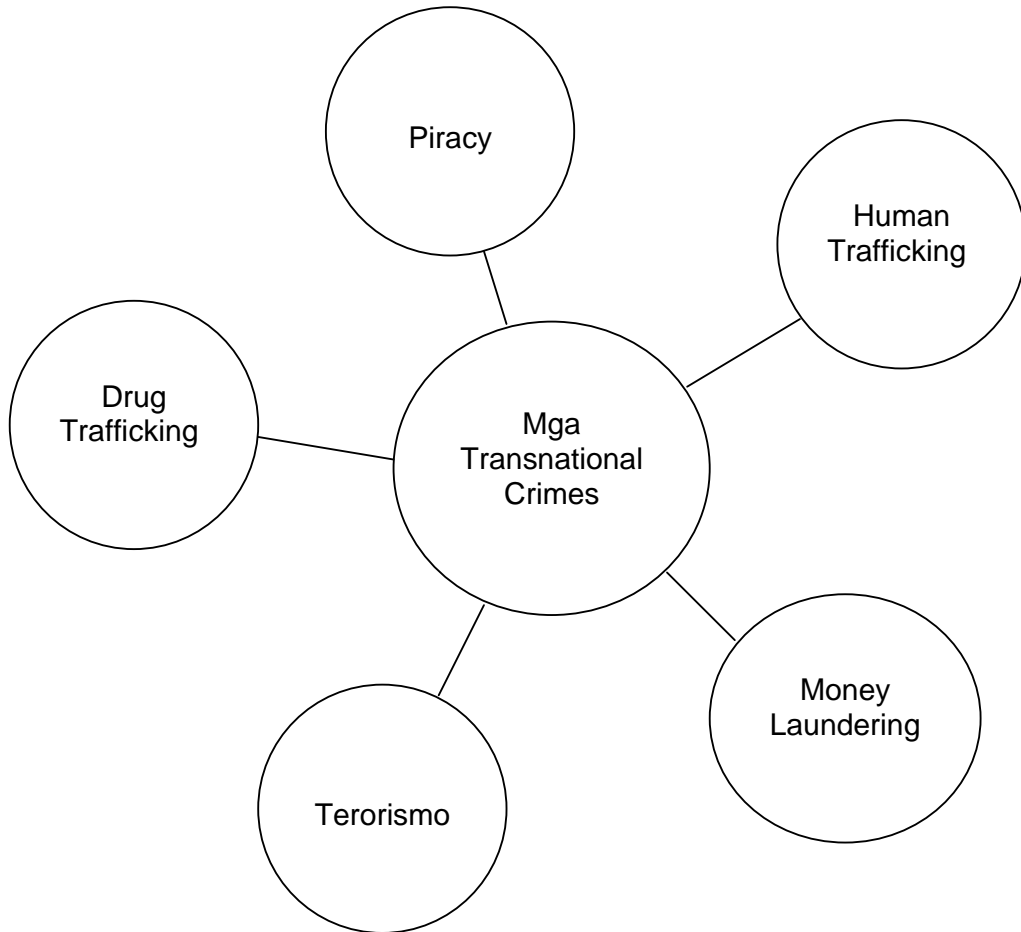 Piracy
Human
Trafficking
Drug
Trafficking
Mga
Transnational
Crimes
Money
Laundering
Terorismo